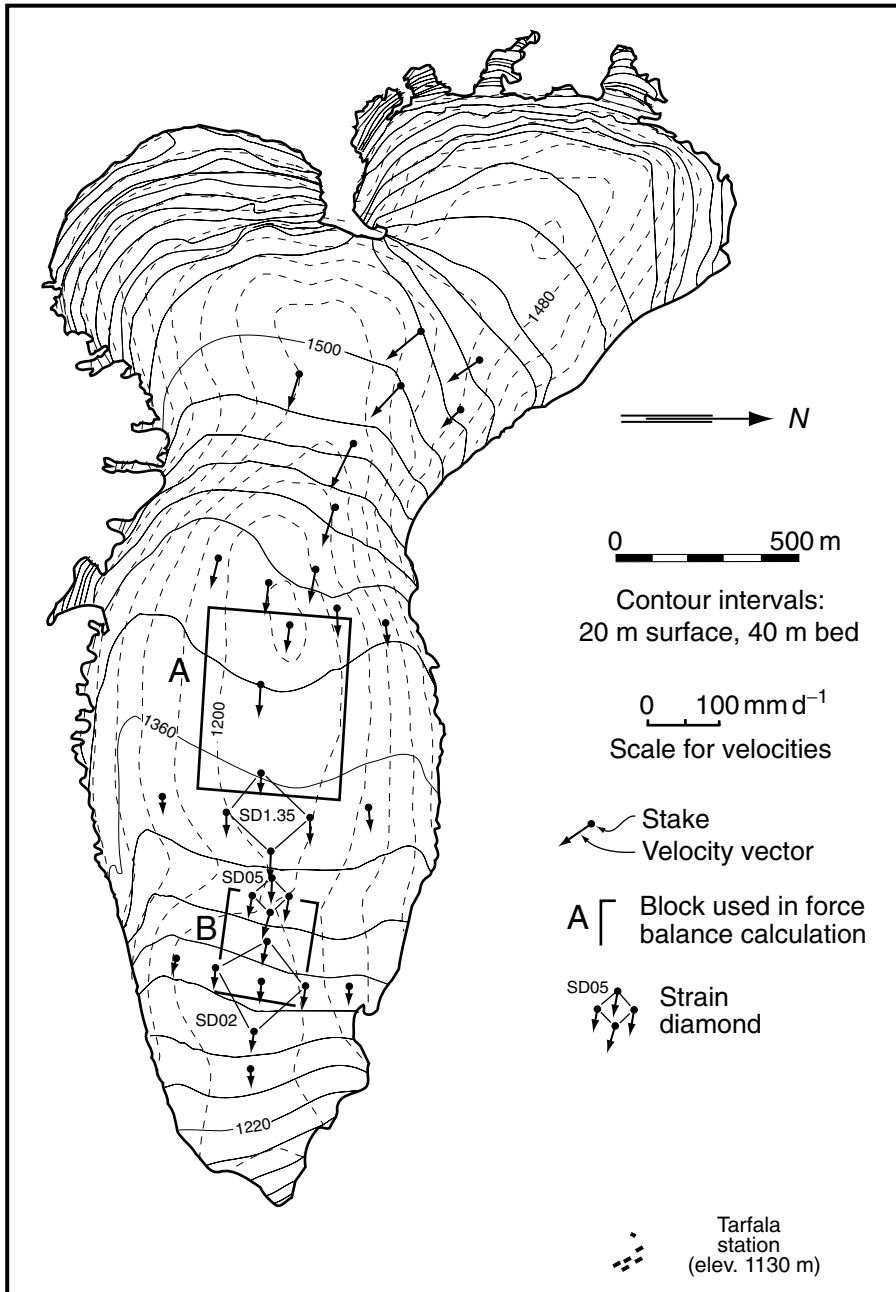 1500
1480
N
0 500 m
Contour intervals:
20 m surface, 40 m bed
A
1200
1360
0 100 mm d⁻¹
Scale for velocities
SD1.35
Stake
Velocity vector
SD05
B
A Block used in force
balance calculation
SD05
Strain
diamond
SD02
1220
Tarfala
station
(elev. 1130 m)